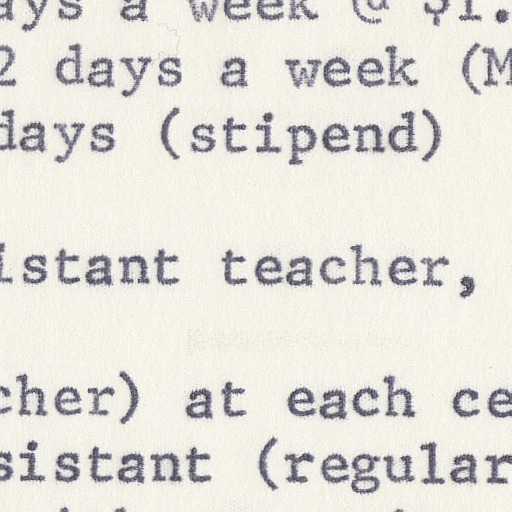 ays a week @ $1.
2 days a week (M
days (stipend)
istant teacher,
cher) at each ce
sistant (regular